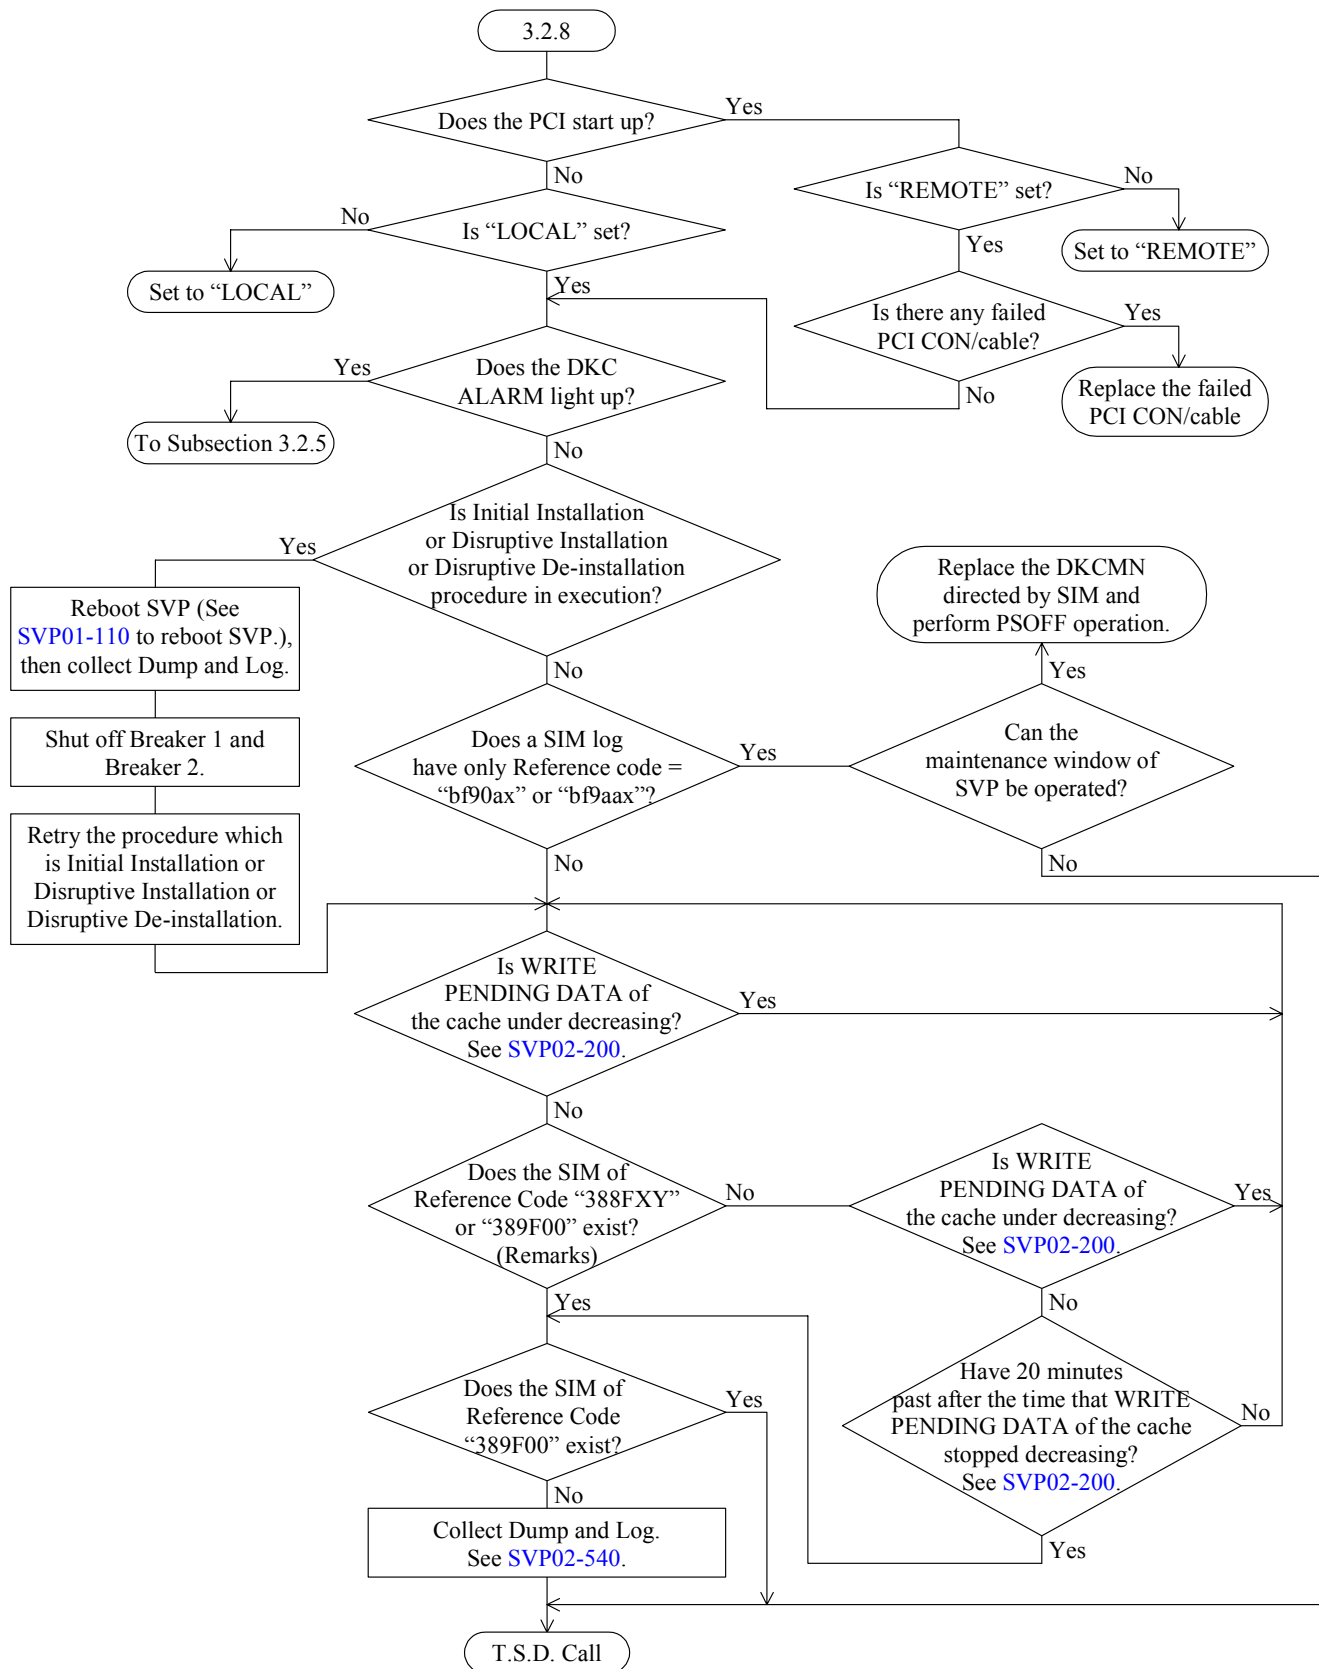 3.2.8
Does the PCI start up?
Yes
No
Is “REMOTE” set?
No
Set to “REMOTE”
Yes
Is “LOCAL” set?
No
Set to “LOCAL”
Yes
Is there any failed
PCI CON/cable?
Yes
Replace the failed
PCI CON/cable
No
Does the DKC
ALARM light up?
Yes
To Subsection 3.2.5
No
Is Initial Installation
or Disruptive Installation
or Disruptive De-installation
procedure in execution?
Yes
Reboot SVP (See
SVP01-110 to reboot SVP.),
then collect Dump and Log.
Shut off Breaker 1 and
Breaker 2.
Retry the procedure which
is Initial Installation or
Disruptive Installation or
Disruptive De-installation.
No
Replace the DKCMN
directed by SIM and
perform PSOFF operation.
Yes
Does a SIM log
have only Reference code =
“bf90ax” or “bf9aax”?
Yes
Can the
maintenance window of
SVP be operated?
No
No
Is WRITE
PENDING DATA of
the cache under decreasing?
See SVP02-200.
Yes
No
Does the SIM of
Reference Code “388FXY”
or “389F00” exist?
(Remarks)
No
Is WRITE
PENDING DATA of
the cache under decreasing?
See SVP02-200.
Yes
Yes
No
Does the SIM of
Reference Code
“389F00” exist?
Yes
Have 20 minutes
past after the time that WRITE
PENDING DATA of the cache
stopped decreasing?
See SVP02-200.
No
No
Yes
Collect Dump and Log.
See SVP02-540.
T.S.D. Call